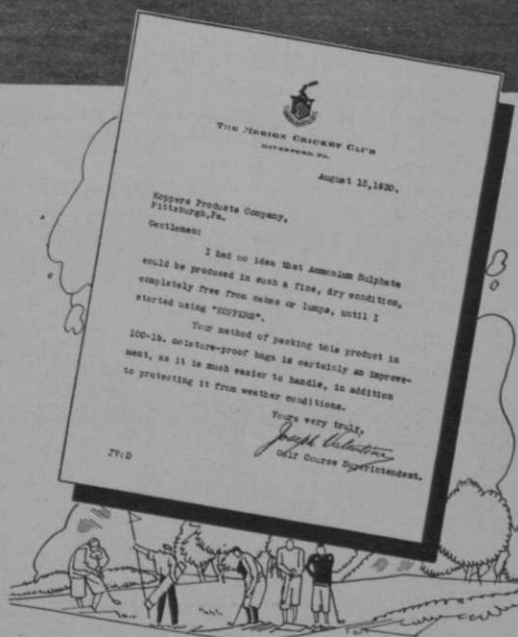 THE MERION CRICKET CLUB
HAVERFORD, PA.
August 15, 1930.
Koppers Products Company,
Pittsburgh, Pa.
Gentlemen:
I had no idea that Ammonium Sulphate
could be produced in such a fine, dry condition,
completely free from cakes or lumps, until I
started using "KOPPERS".
Your method of packing this product in
100-lb. moisture-proof bags is certainly an improve-
ment, as it is much easier to handle, in addition
to protecting it from weather conditions.
Yours very truly,
Joseph Valentine
Golf Course Superintendent.
JV:D